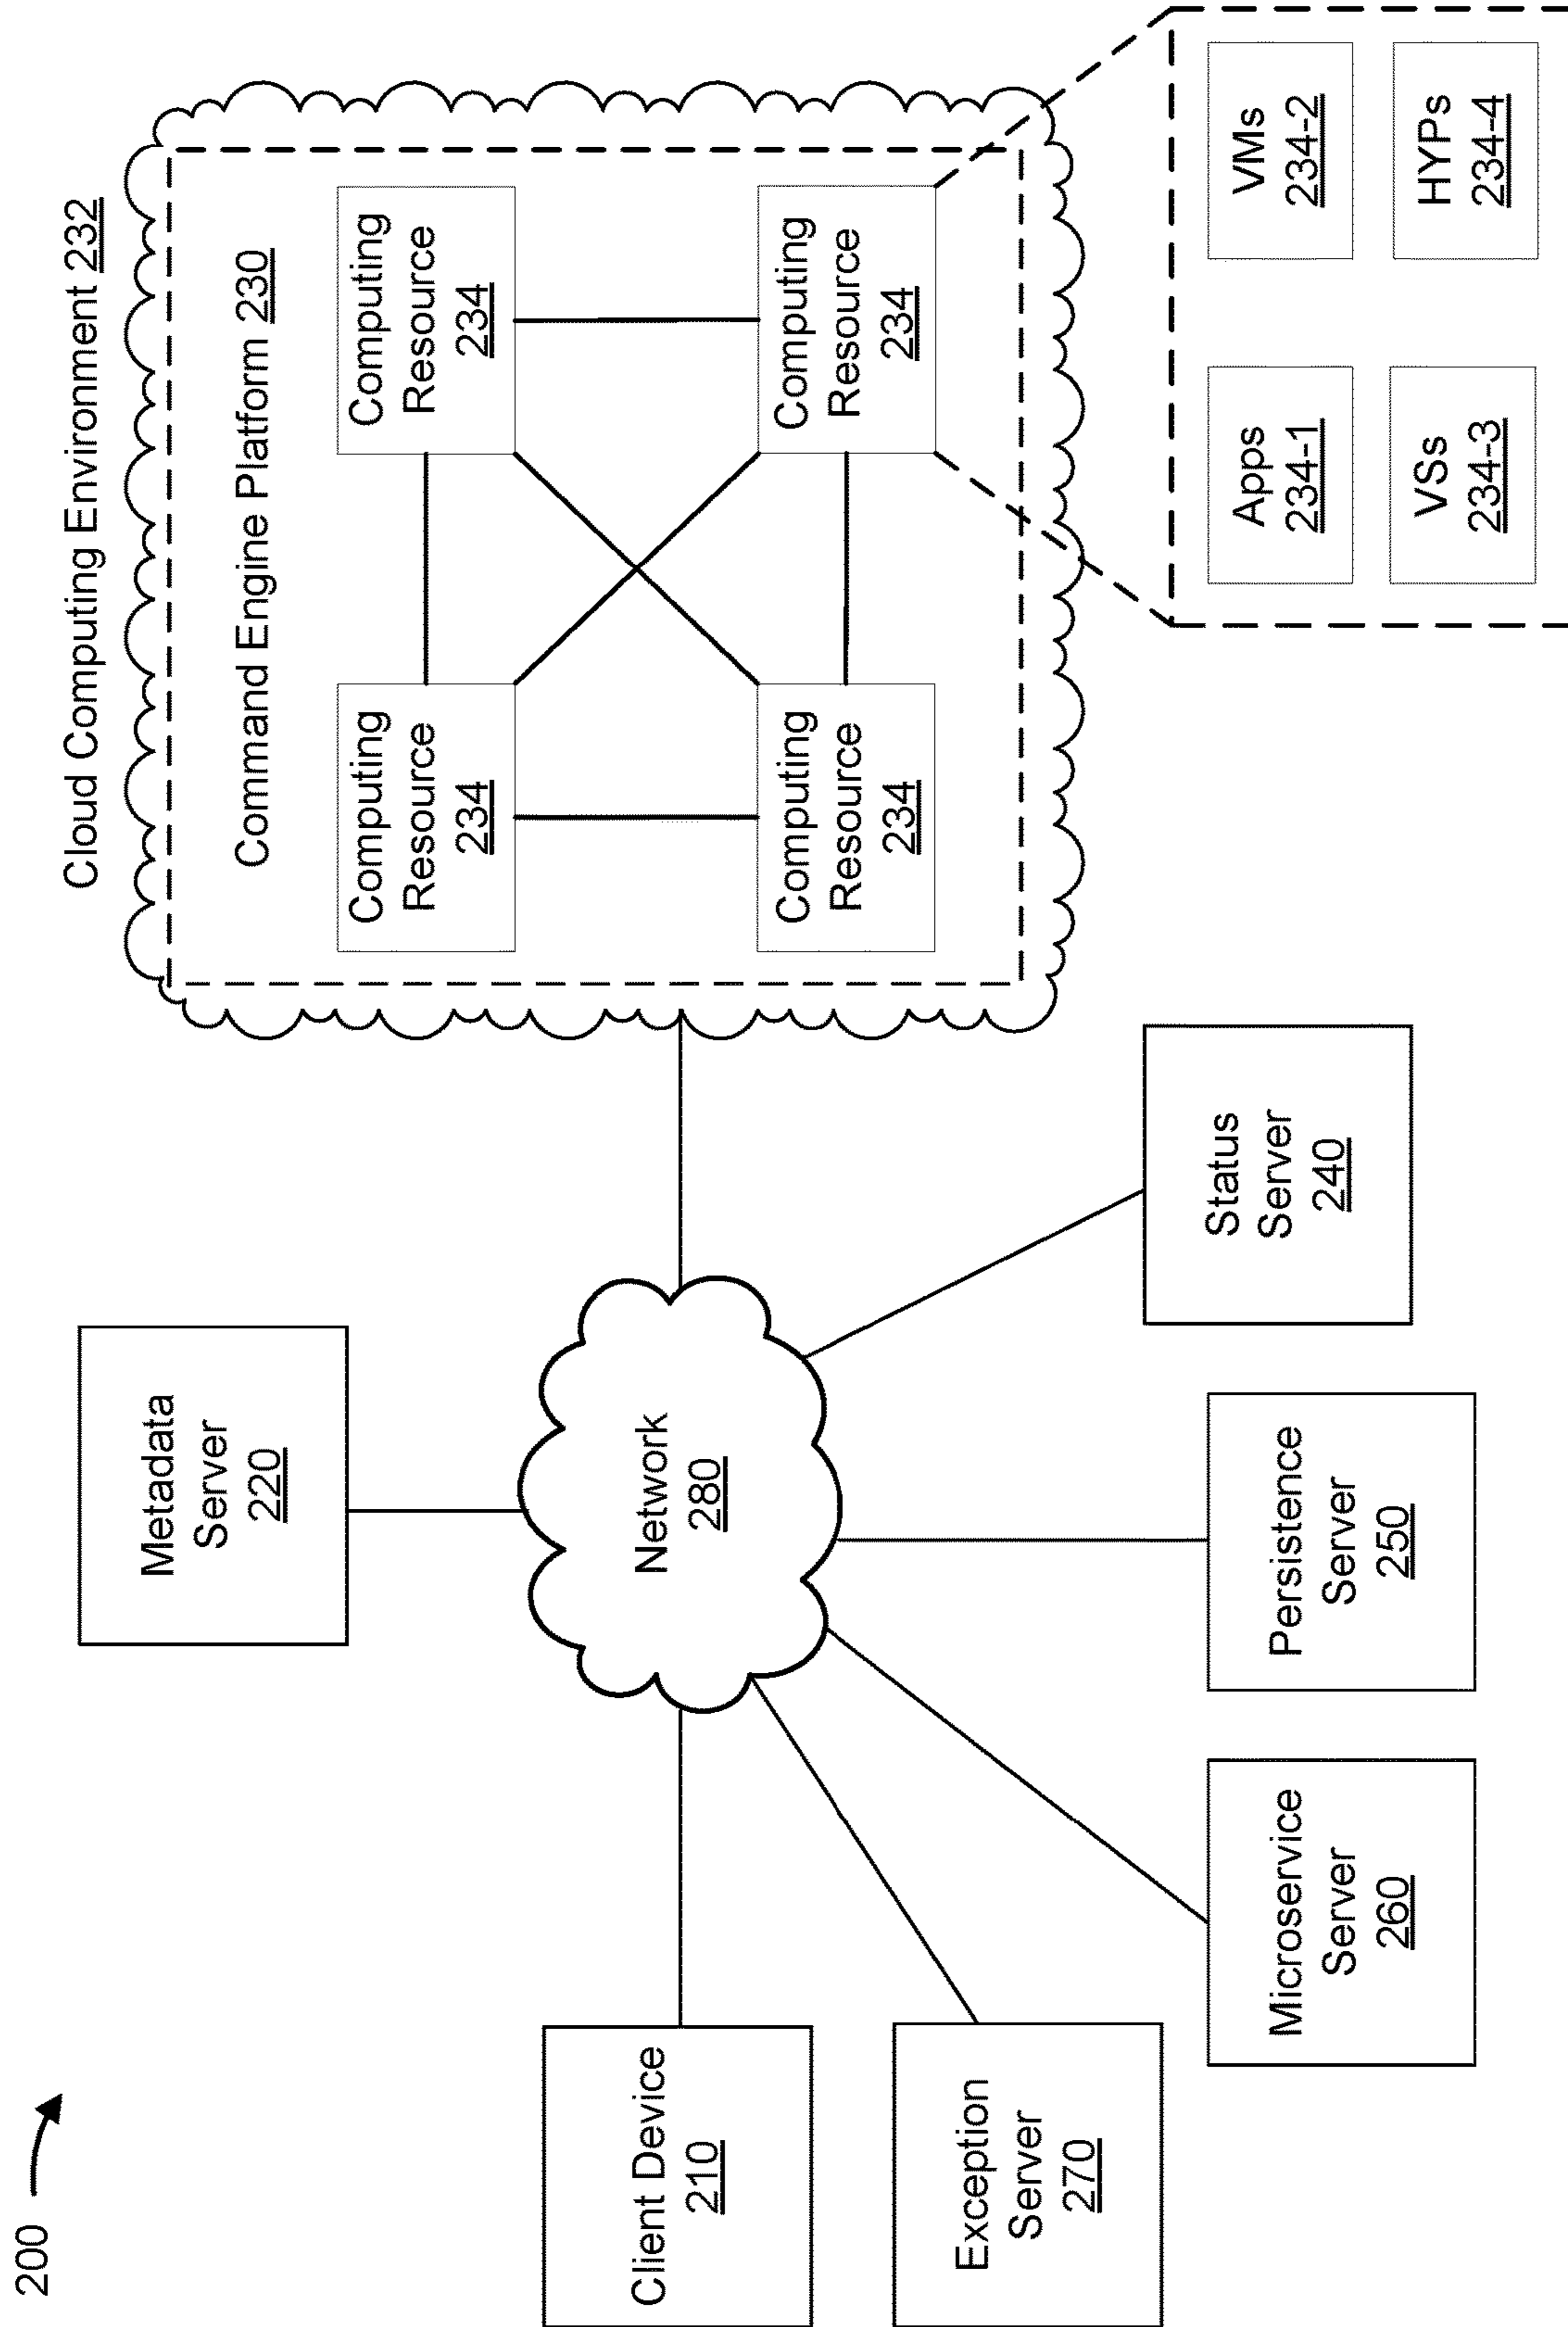 200
Cloud Computing Environment 232
Metadata
Server
220
Command Engine Platform 230
Computing
Resource
234
Computing
Resource
234
Client Device
210
Network
280
Computing
Resource
234
Computing
Resource
234
Exception
Server
270
Microservice
Server
260
Persistence
Server
250
Status
Server
240
Apps
234-1
VMs
234-2
VSs
234-3
HYPs
234-4